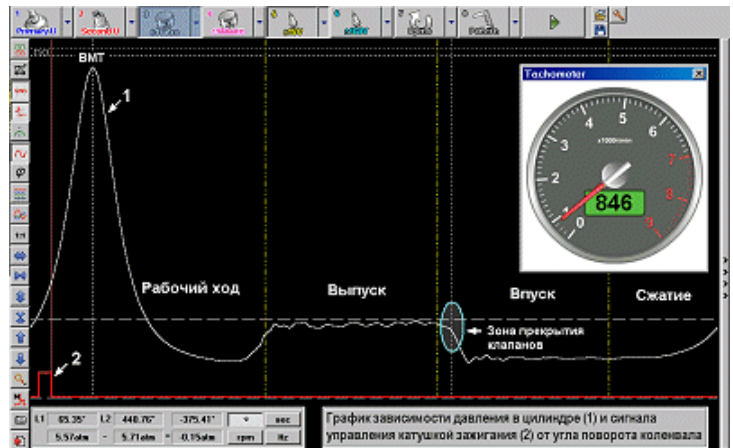 Primary U
Second U
ВМТ
1
Tachometer
4
5
3
6
x1000r/min
2
7
1
8
846
0
9
Рабочий ход
Выпуск
Впуск
Сжатие
Зона прекрытия
клапанов
2
L1 65.35° L2 440.76° -375.41° ° sec
5.57atm - 5.71atm = -0.15atm rpm Hz
График зависимости давления в цилиндре (1) и сигнала
управления катушкой зажигания (2) от угла поворота коленвала